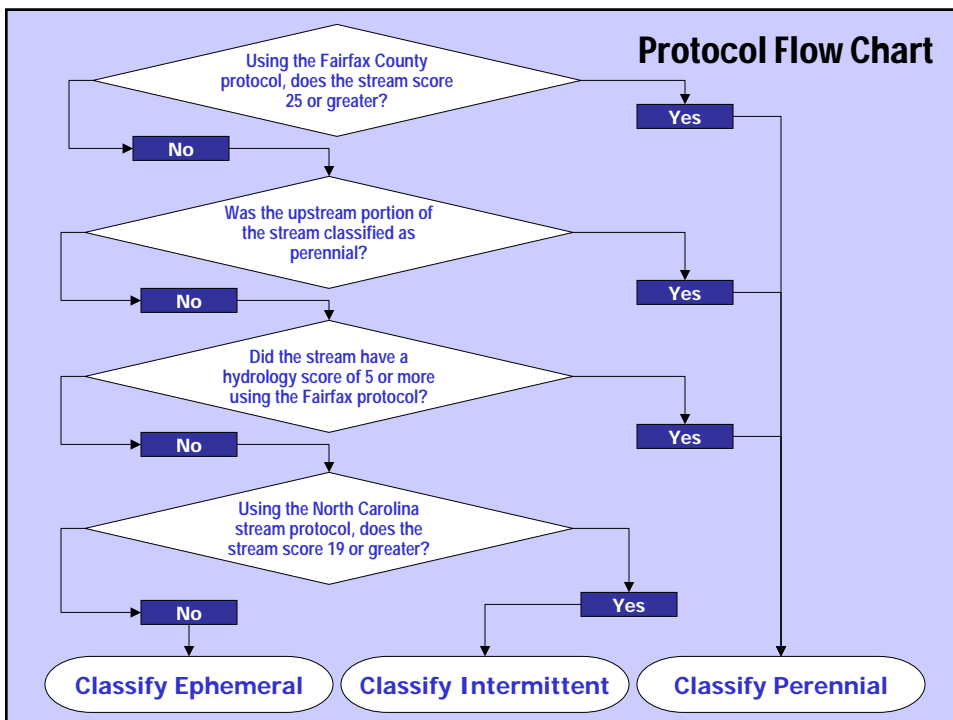 Protocol Flow Chart
Using the Fairfax County
protocol, does the stream score
25 or greater?
Yes
No
Was the upstream portion of
the stream classified as
perennial?
Yes
No
Did the stream have a
hydrology score of 5 or more
using the Fairfax protocol?
Yes
No
Using the North Carolina
stream protocol, does the
stream score 19 or greater?
Yes
No
Classify Ephemeral
Classify Intermittent
Classify Perennial